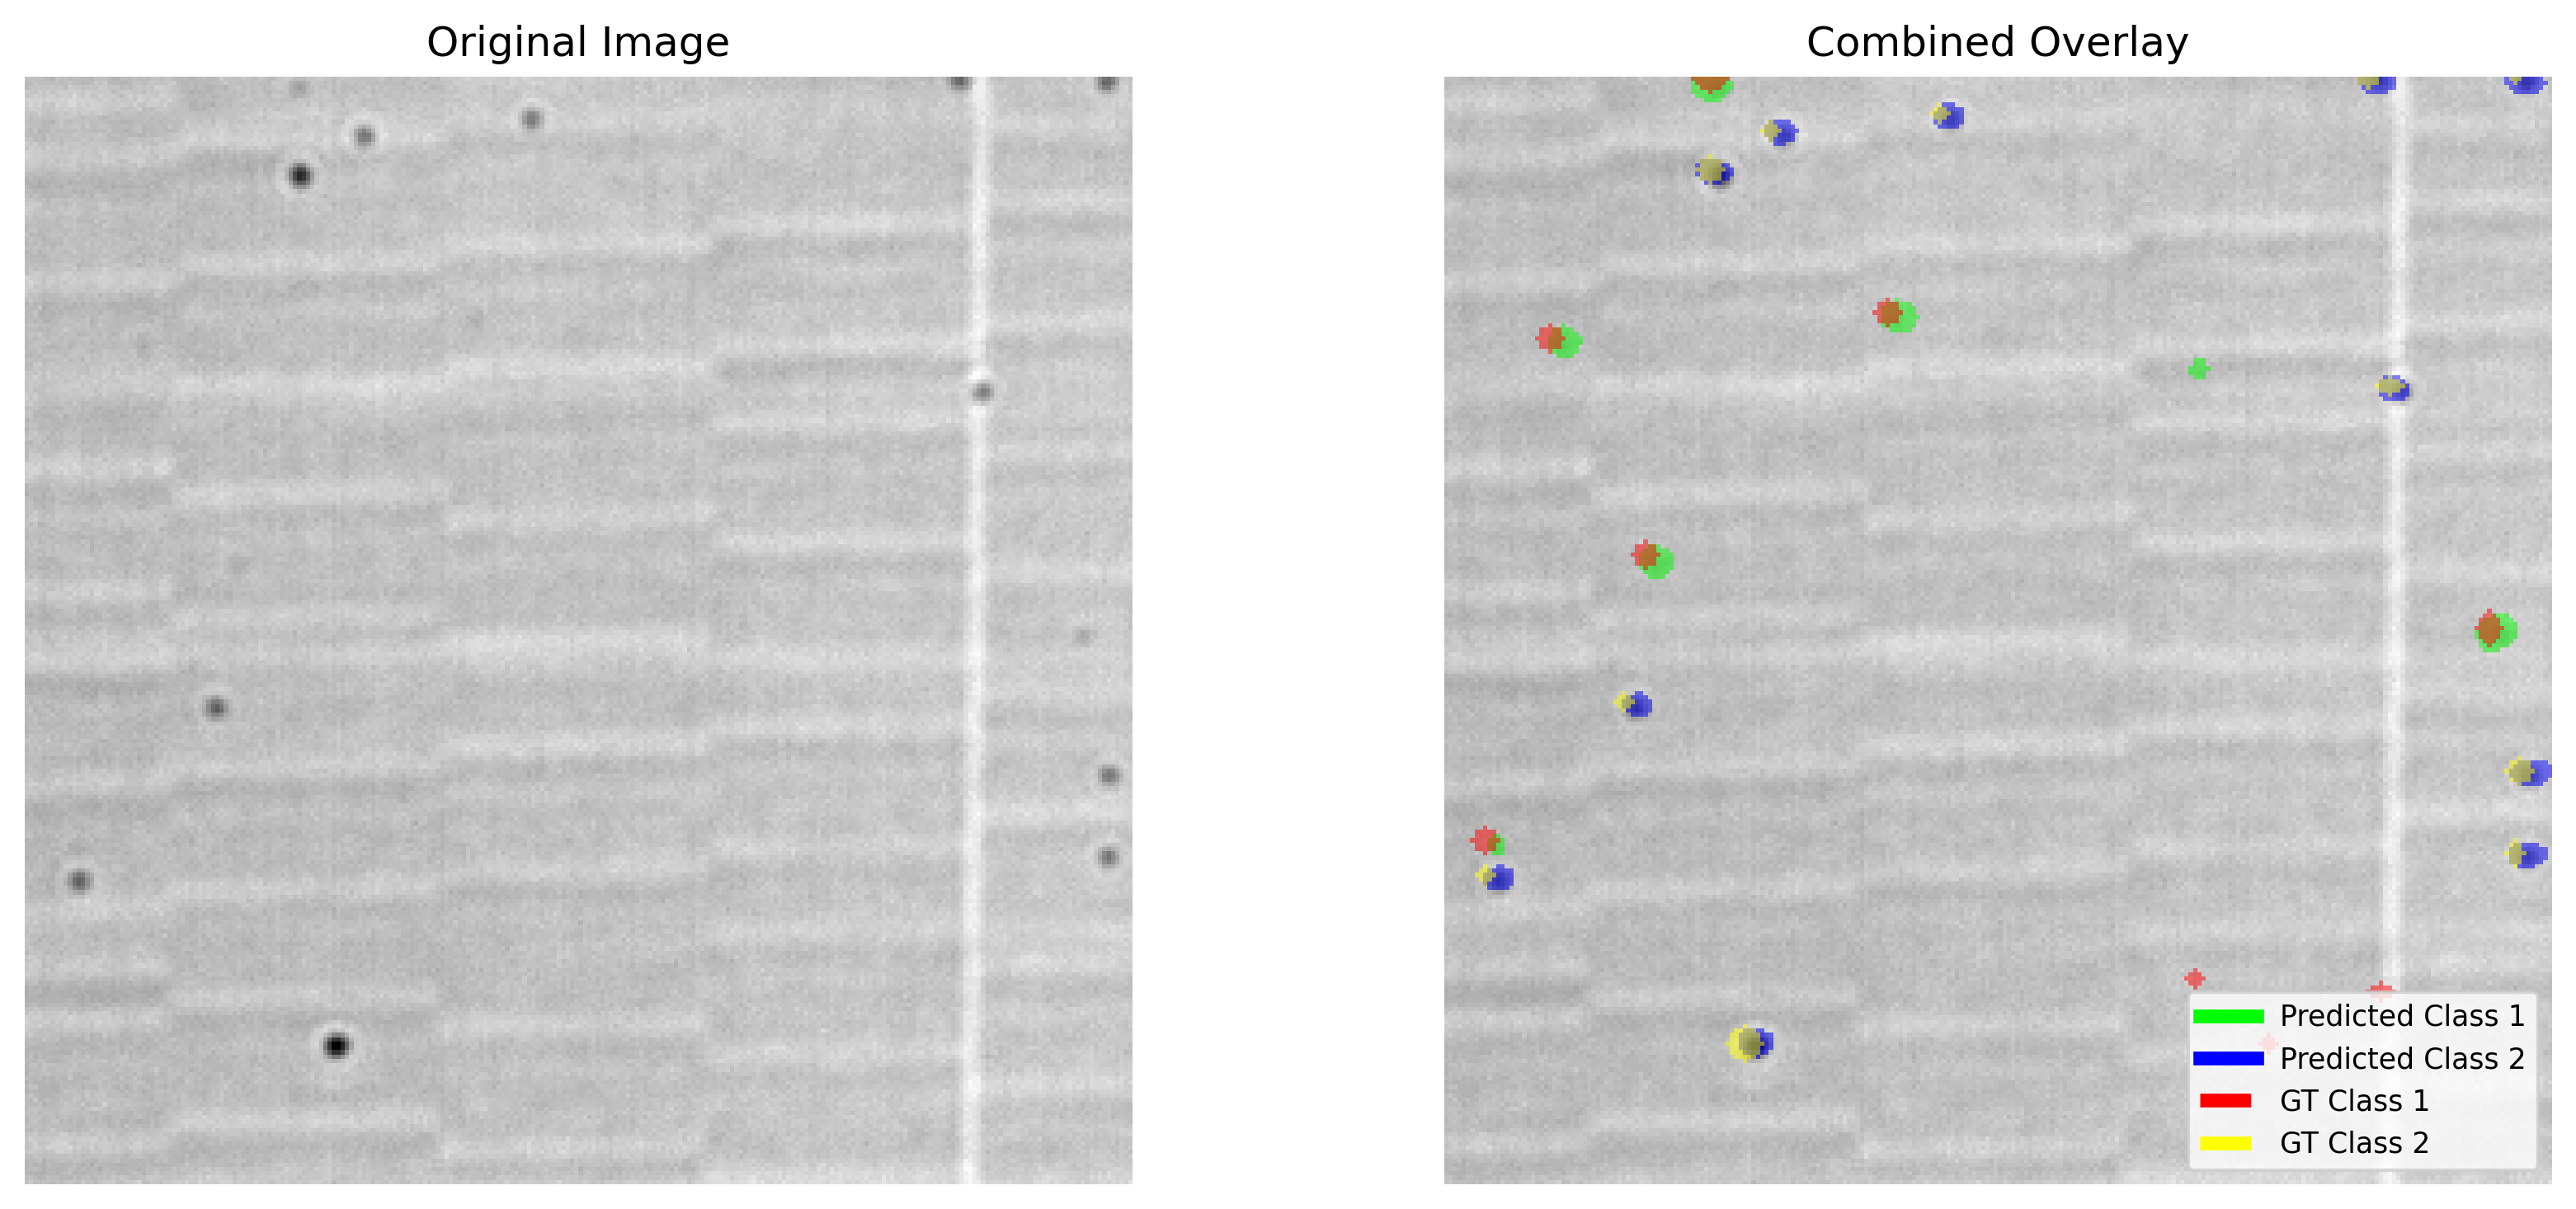 Original Image
Combined Overlay
Predicted Class 1
Predicted Class 2
GT Class 1
GT Class 2